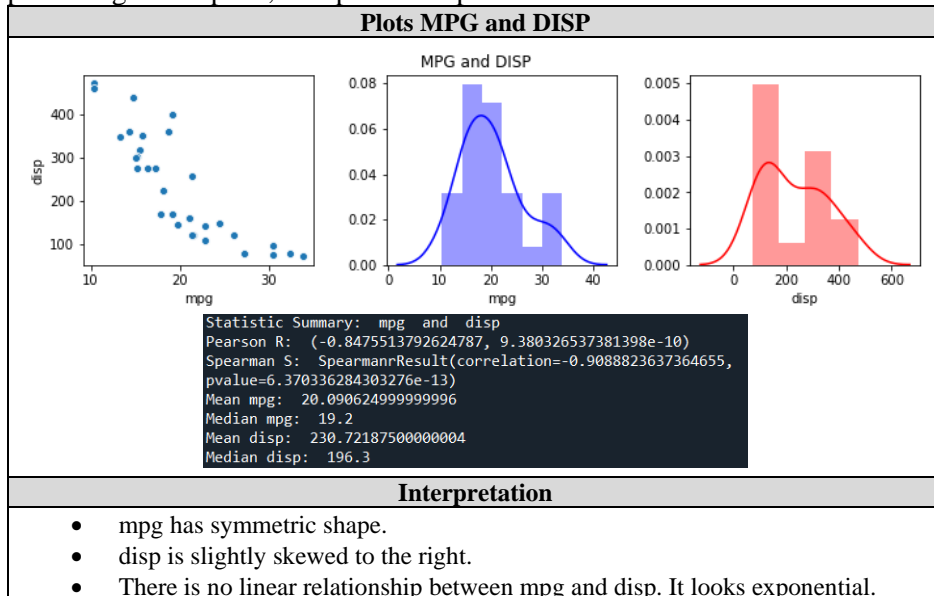 Plots MPG and DISP
MPG and DISP
disp
400
300
200
100
10
20
30
mpg
0.08
0.06
0.04
0.02
0.00
0
10
20
30
40
mpg
0.005
0.004
0.003
0.002
0.001
0.000
0
200
400
600
disp
Statistic Summary:  mpg  and  disp
Pearson R:  (-0.8475513792624787, 9.380326537381398e-10)
Spearman S:  SpearmanrResult(correlation=-0.9088823637364655,
pvalue=6.370336284303276e-13)
Mean mpg:  20.090624999999996
Median mpg:  19.2
Mean disp:  230.72187500000004
Median disp:  196.3
Interpretation
• mpg has symmetric shape.
• disp is slightly skewed to the right.
• There is no linear relationship between mpg and disp. It looks exponential.